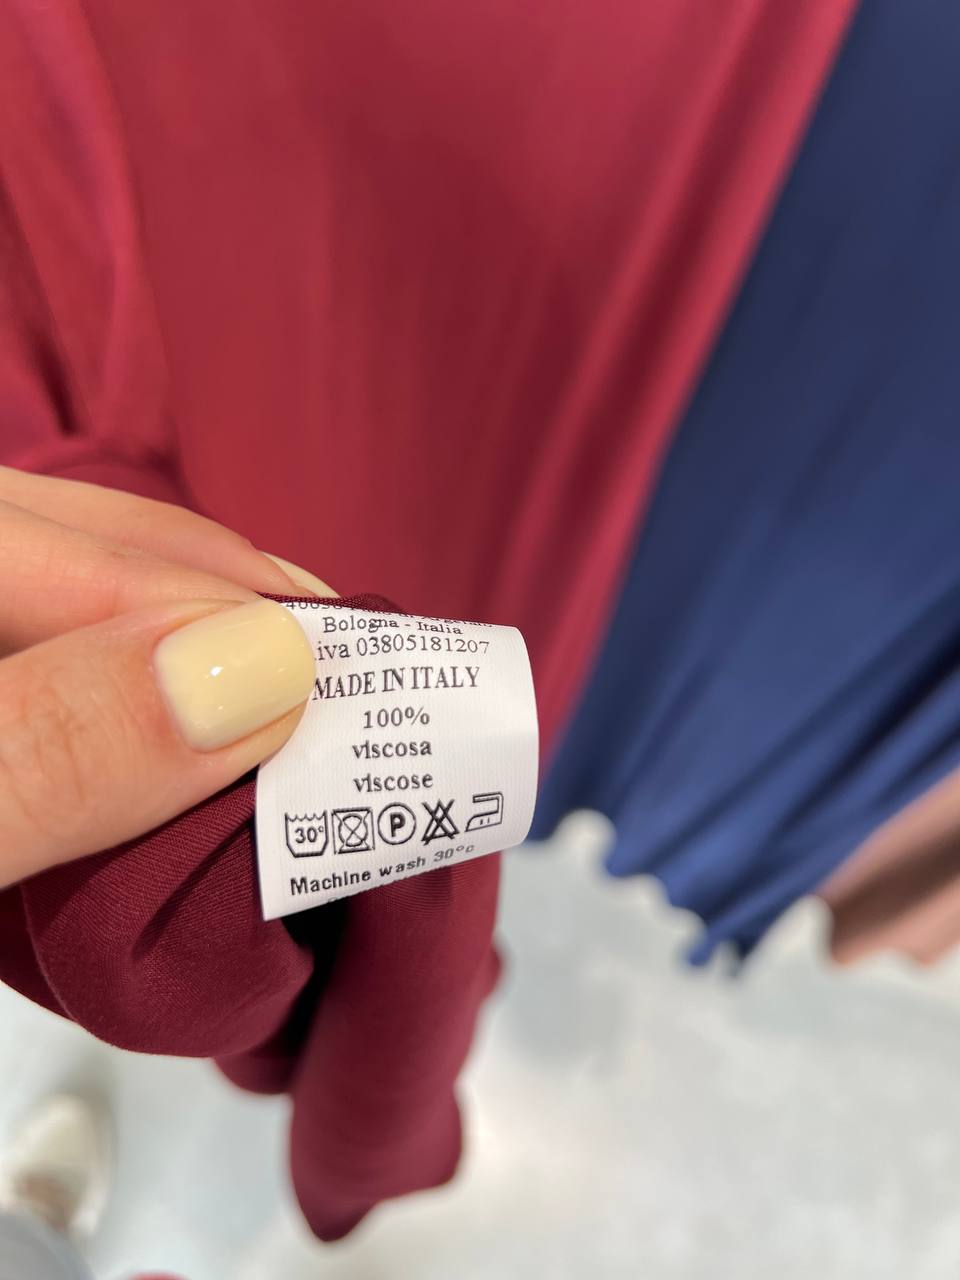 Bologna - Italia
iva 03805181207
MADE IN ITALY
100%
viscosa
viscose
30° P
Machine wash 30°c